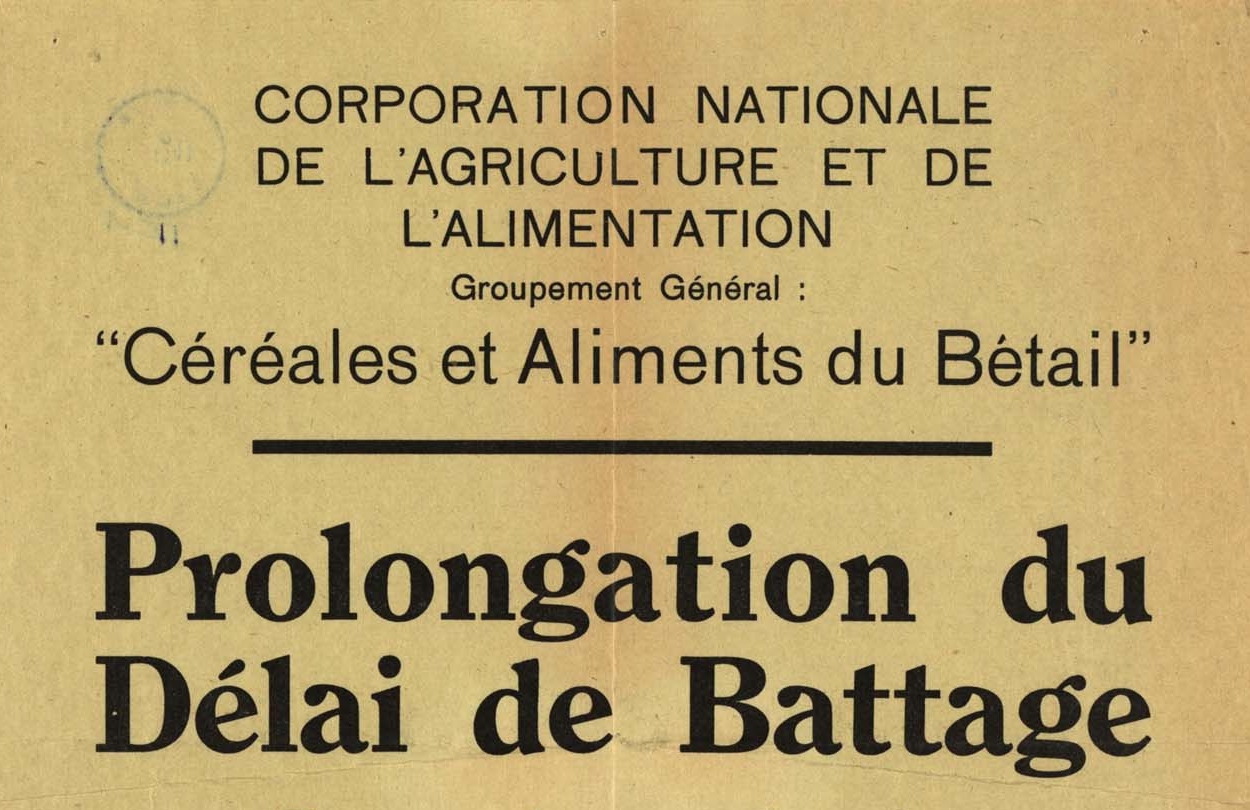 CORPORATION NATIONALE
DE L'AGRICULTURE ET DE
L'ALIMENTATION
Groupement Général :
“Céréales et Aliments du Bétail”
Prolongation du
Délai de Battage